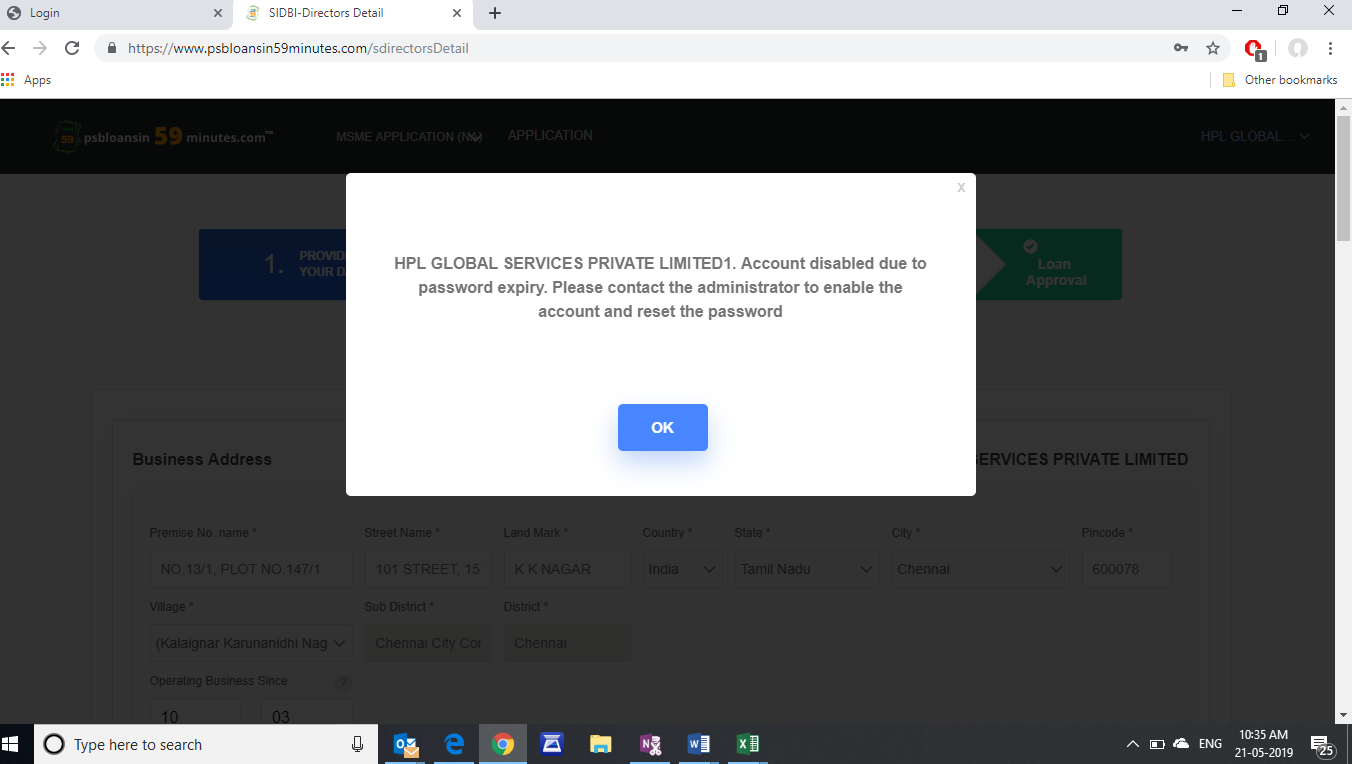 Login
SIDBI-Directors Detail
https://www.psbloansin59minutes.com/sdirectorsDetail
1
Apps
Other bookmarks
psbloansin 59 minutes.com™
MSME APPLICATION
APPLICATION
HPL GLOBAL...
X
1.
PROVID
YOUR D
HPL GLOBAL SERVICES PRIVATE LIMITED1. Account disabled due to
password expiry. Please contact the administrator to enable the
account and reset the password
OK
Loan
Approval
Business Address
SERVICES PRIVATE LIMITED
Premise No. name * Street Name * Land Mark * Country * State * City * Pincode *
NO.13/1, PLOT NO.147/1 101 STREET, 15 K K NAGAR India Tamil Nadu Chennai 600078
Village * Sub District * District *
(Kalaignar Karunanidhi Nag Chennai City Cor Chennai
Operating Business Since ?
10 03
Type here to search
ENG
10:35 AM
21-05-2019
25